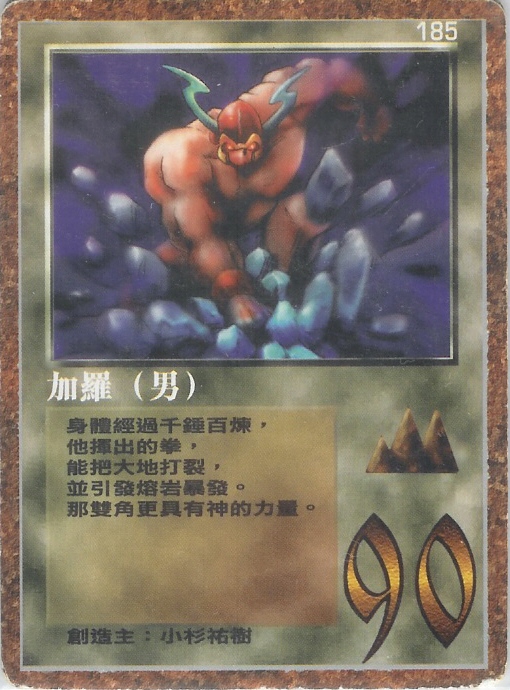 185
加羅（男）
身體經過千錘百煉，
他揮出的拳，
能把大地打裂，
並引發熔岩暴發。
那雙角更具有神的力量。
90
創造主：小杉祐樹